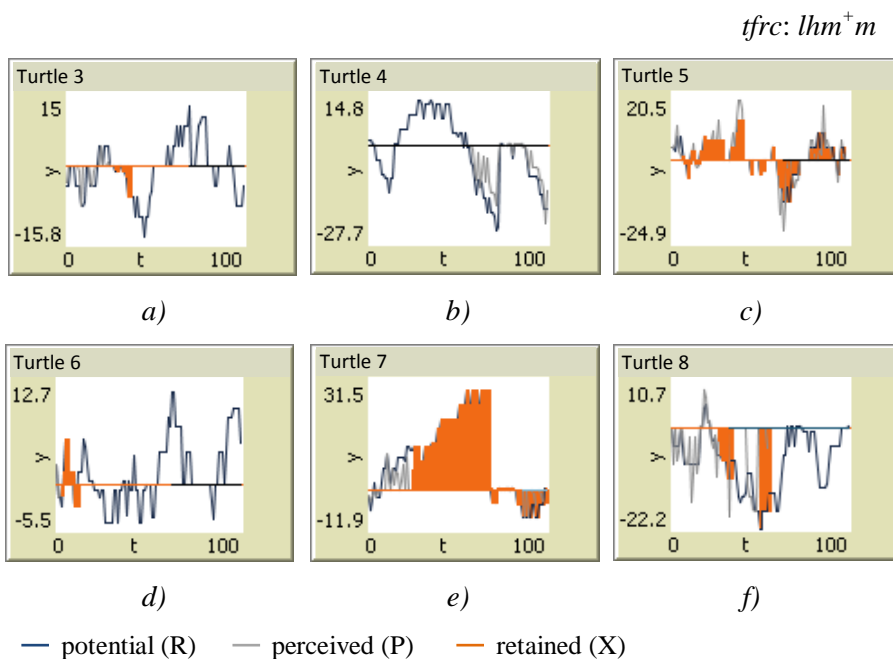 tfrc: lhm⁺m
Turtle 3
15
y
-15.8
0 t 100
a)
Turtle 4
14.8
y
-27.7
0 t 100
b)
Turtle 5
20.5
y
-24.9
0 t 100
c)
Turtle 6
12.7
y
-5.5
0 t 100
d)
Turtle 7
31.5
y
-11.9
0 t 100
e)
Turtle 8
10.7
y
-22.2
0 t 100
f)
potential (R) perceived (P) retained (X)